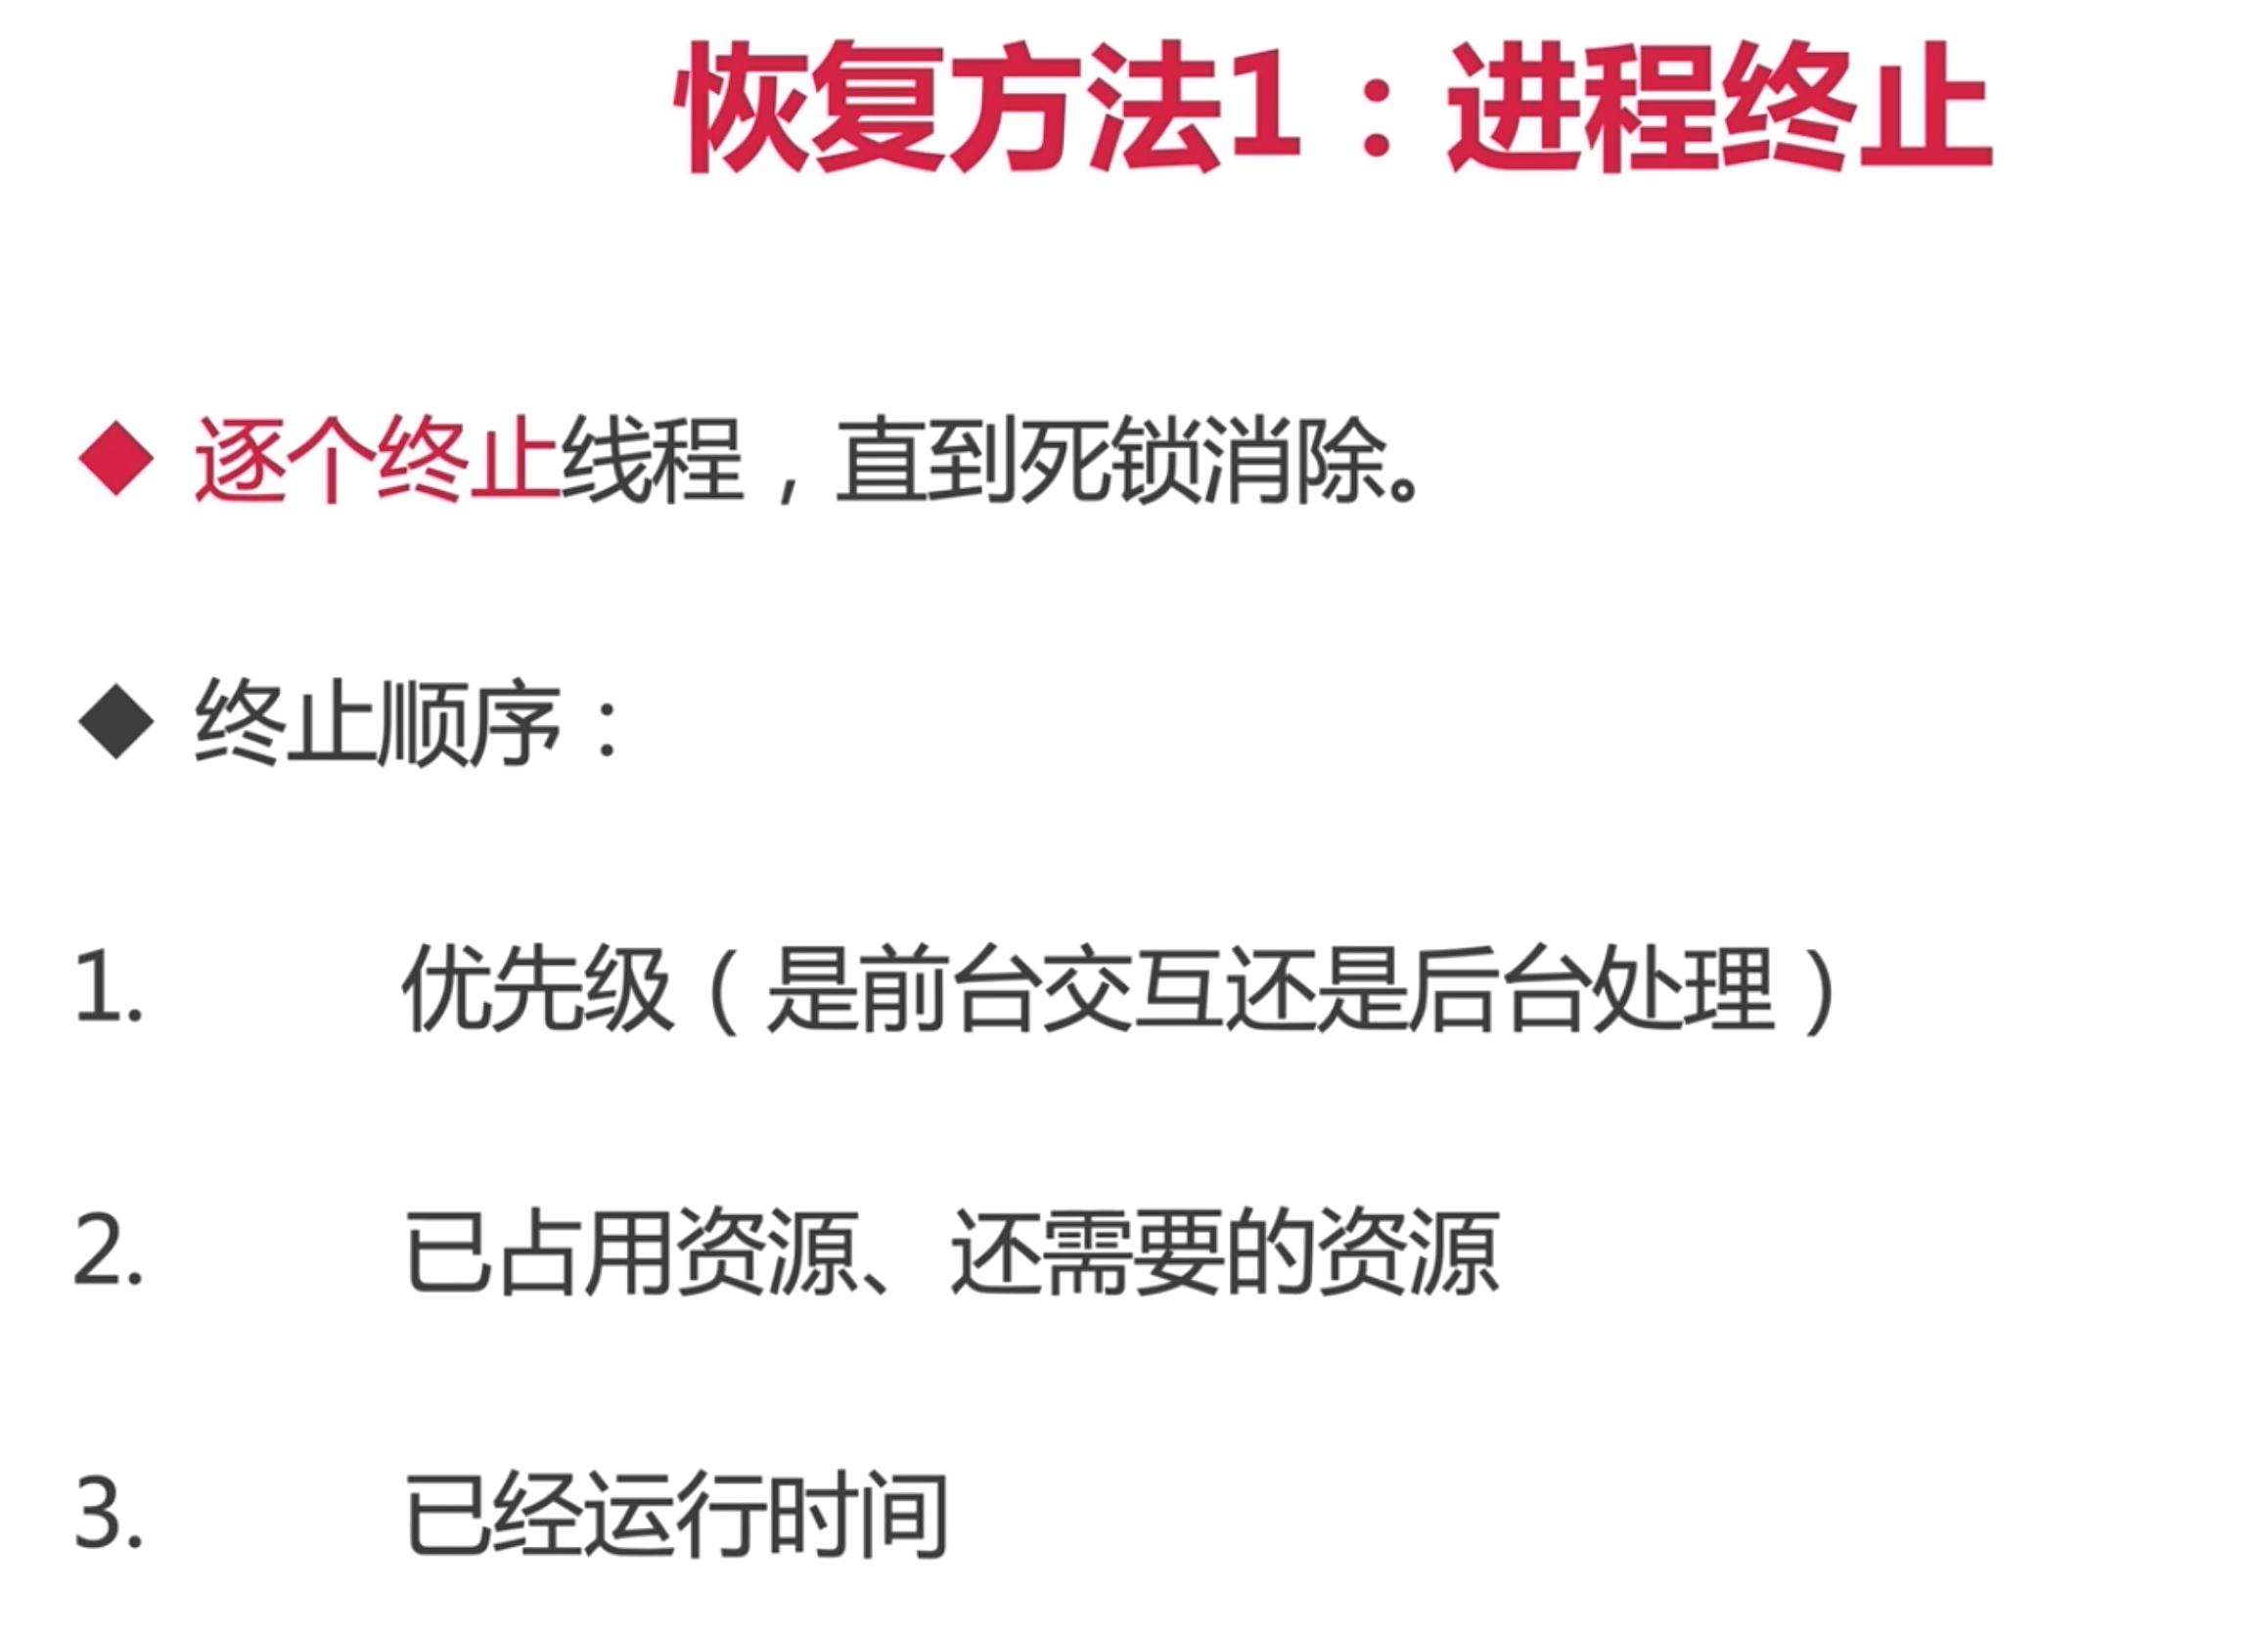 恢复方法1：进程终止
◆ 逐个终止线程，直到死锁消除。
◆ 终止顺序：
1. 优先级（是前台交互还是后台处理）
2. 已占用资源、还需要的资源
3. 已经运行时间